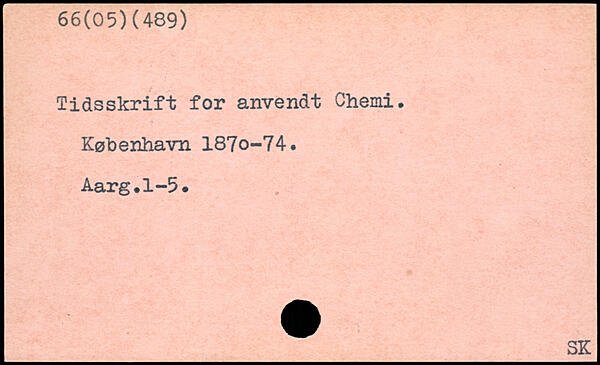 66(05)(489)
Tidsskrift for anvendt Chemi.
København 187o-74.
Aarg.1-5.
SK